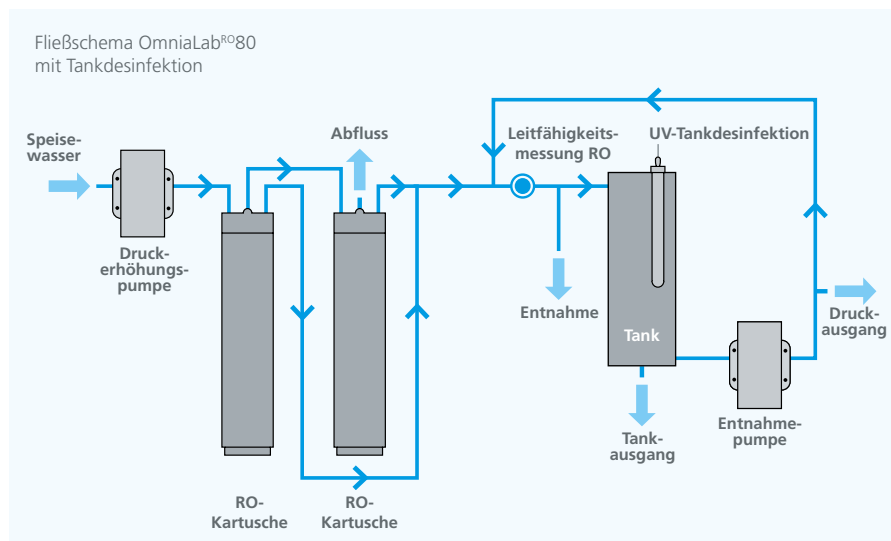 Fließschema OmniaLabRO80
mit Tankdesinfektion
Speise-
wasser
Abfluss
Leitfähigkeits-
messung RO
UV-Tankdesinfektion
Druck-
erhöhungs-
pumpe
Entnahme
Tank
Druck-
ausgang
Tank-
ausgang
Entnahme-
pumpe
RO-
Kartusche
RO-
Kartusche